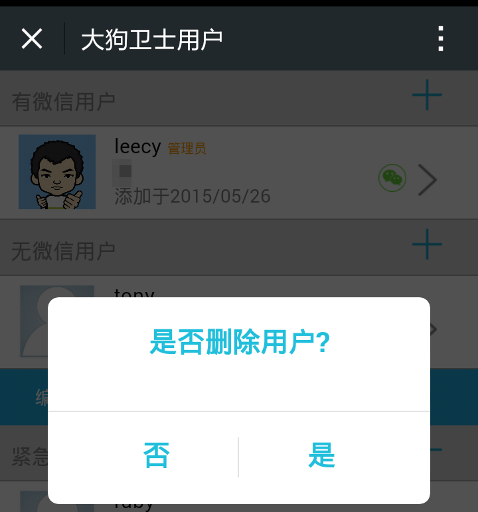 大狗卫士用户
有微信用户
leecy 管理员
添加于2015/05/26
无微信用户
tony
是否删除用户?
编
否 是
紧急
ruby